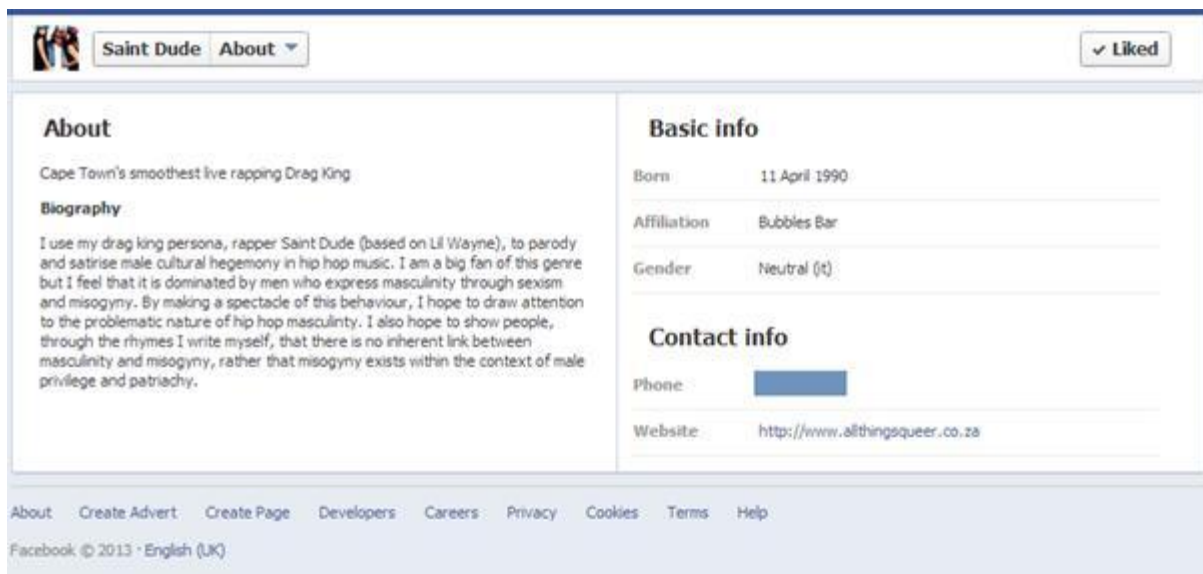 Saint Dude About
✓ Liked
About
Cape Town's smoothest live rapping Drag King
Biography
I use my drag king persona, rapper Saint Dude (based on Lil Wayne), to parody
and satirise male cultural hegemony in hip hop music. I am a big fan of this genre
but I feel that it is dominated by men who express masculinity through sexism
and misogyny. By making a spectacle of this behaviour, I hope to draw attention
to the problematic nature of hip hop masculinty. I also hope to show people,
through the rhymes I write myself, that there is no inherent link between
masculinity and misogyny, rather that misogyny exists within the context of male
privilege and patriachy.
Basic info
Born 11 April 1990
Affiliation Bubbles Bar
Gender Neutral (it)
Contact info
Phone
Website http://www.allthingsqueer.co.za
About Create Advert Create Page Developers Careers Privacy Cookies Terms Help
Facebook © 2013 · English (UK)